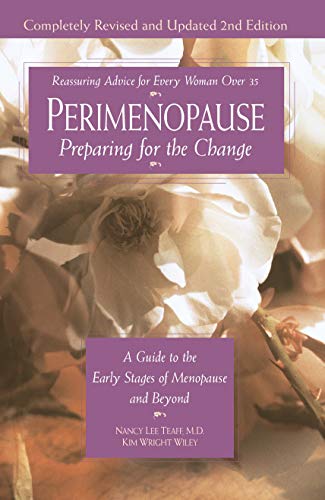 Completely Revised and Updated 2nd Edition
Reassuring Advice for Every Woman Over 35
PERIMENOPAUSE
Preparing for the Change
A Guide to the
Early Stages of Menopause
and Beyond
NANCY LEE TEAFF, M.D.
KIM WRIGHT WILEY